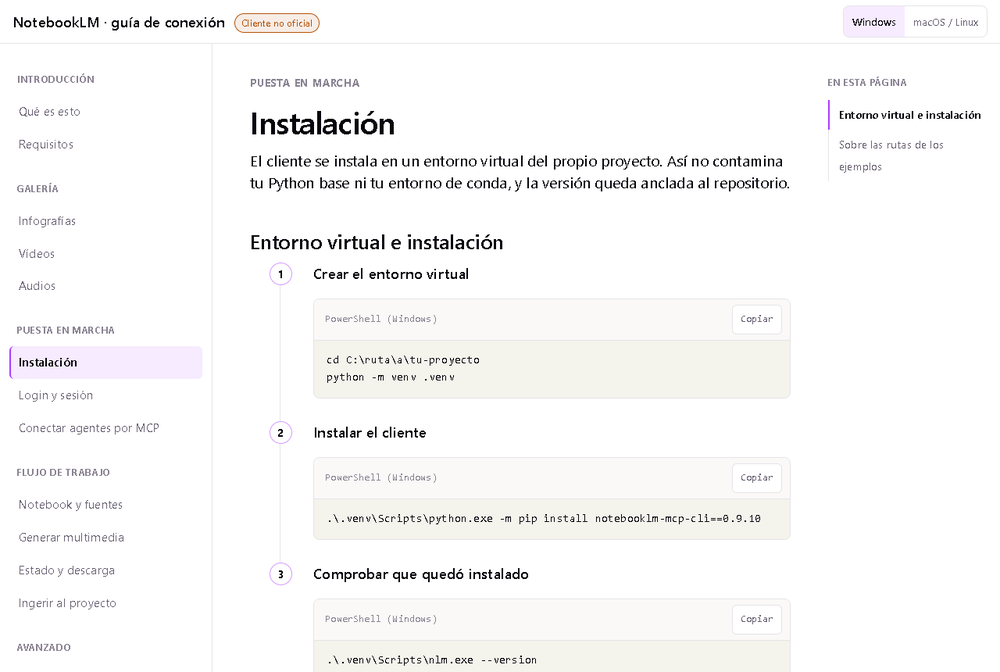 NotebookLM · guía de conexión
Cliente no oficial
Windows
macOS / Linux
INTRODUCCIÓN
Qué es esto
Requisitos
GALERÍA
Infografías
Vídeos
Audios
PUESTA EN MARCHA
Instalación
Login y sesión
Conectar agentes por MCP
FLUJO DE TRABAJO
Notebook y fuentes
Generar multimedia
Estado y descarga
Ingerir al proyecto
AVANZADO
PUESTA EN MARCHA
Instalación
El cliente se instala en un entorno virtual del propio proyecto. Así no contamina
tu Python base ni tu entorno de conda, y la versión queda anclada al repositorio.
Entorno virtual e instalación
1
Crear el entorno virtual
PowerShell (Windows)
Copiar
cd C:\ruta\a\tu-proyecto
python -m venv .venv
2
Instalar el cliente
PowerShell (Windows)
Copiar
.\.venv\Scripts\python.exe -m pip install notebooklm-mcp-cli==0.9.10
3
Comprobar que quedó instalado
PowerShell (Windows)
Copiar
.\.venv\Scripts\nlm.exe --version
EN ESTA PÁGINA
Entorno virtual e instalación
Sobre las rutas de los
ejemplos